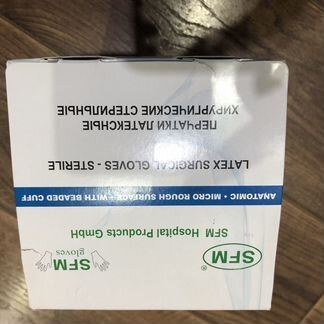 SFM®
SFM
gloves
SFM Hospital Products GmbH
ANATOMIC • MICRO ROUGH SURFACE • WITH BEADED CUFF
LATEX SURGICAL GLOVES - STERILE
ПЕРЧАТКИ ЛАТЕКСНЫЕ
ХИРУРГИЧЕСКИЕ СТЕРИЛЬНЫЕ